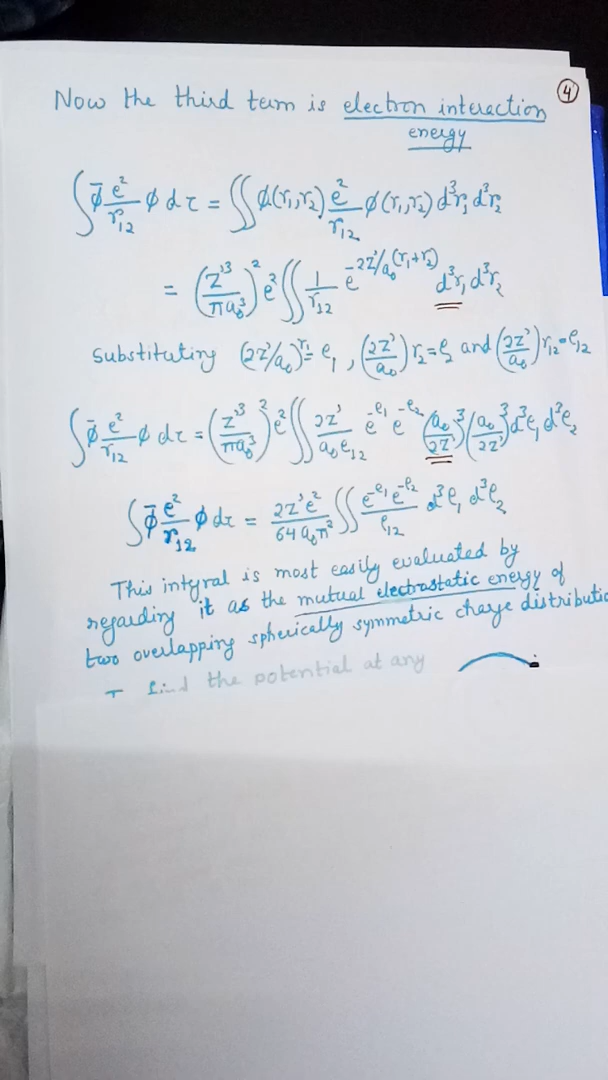 ④
Now the third term is electron interaction
energy
∫ φ̄ e²/r₁₂ φ dτ = ∬ φ(r₁,r₂) e²/r₁₂ φ(r₁,r₂) d³r₁ d³r₂
= (Z'³/πa₀³)² e² ∬ 1/r₁₂ e^(-2Z'/a₀(r₁+r₂)) d³r₁ d³r₂
Substituting (2Z'/a₀)r₁ = ρ₁, (2Z'/a₀)r₂ = ρ₂ and (2Z'/a₀)r₁₂ = ρ₁₂
∫ φ̄ e²/r₁₂ φ dτ = (Z'³/πa₀³)² e² ∬ 2Z'/a₀ρ₁₂ e^-ρ₁ e^-ρ₂ (a₀/2Z')³ (a₀/2Z')³ d³ρ₁ d³ρ₂
∫ φ̄ e²/r₁₂ φ dτ = 2Z'e²/64a₀π² ∬ e^-ρ₁ e^-ρ₂/ρ₁₂ d³ρ₁ d³ρ₂
This intgral is most easily evaluated by
regarding it as the mutual electrostatic energy of
two overlapping spherically symmetric charge distributio
find the potential at any